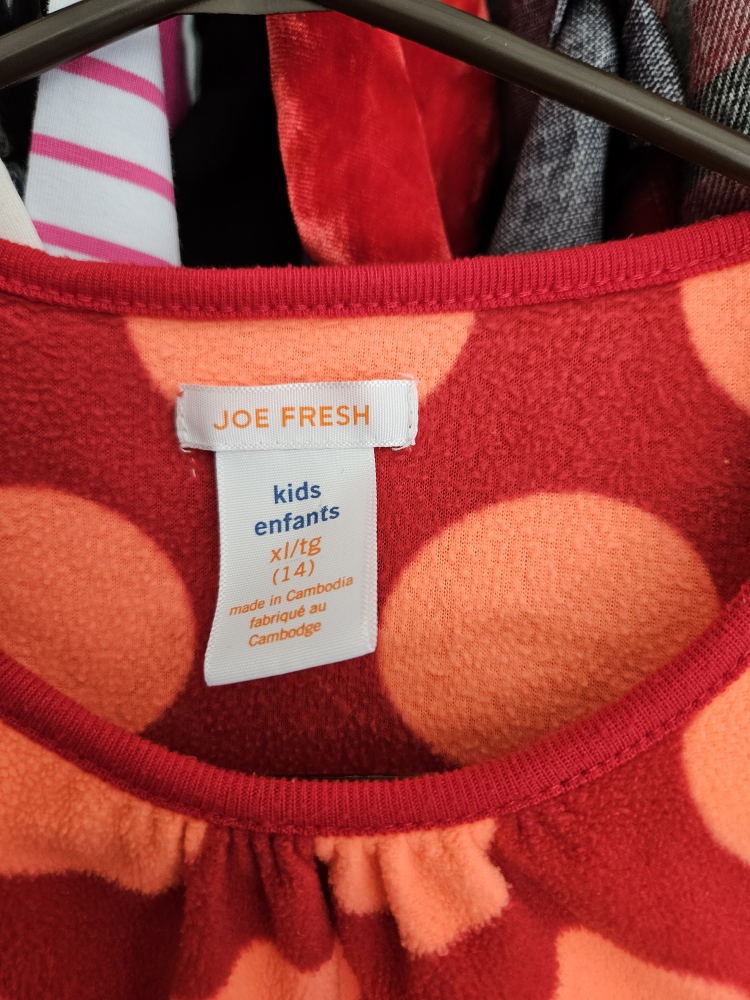 JOE FRESH
kids
enfants
xl/tg
(14)
made in Cambodia
fabriqué au
Cambodge